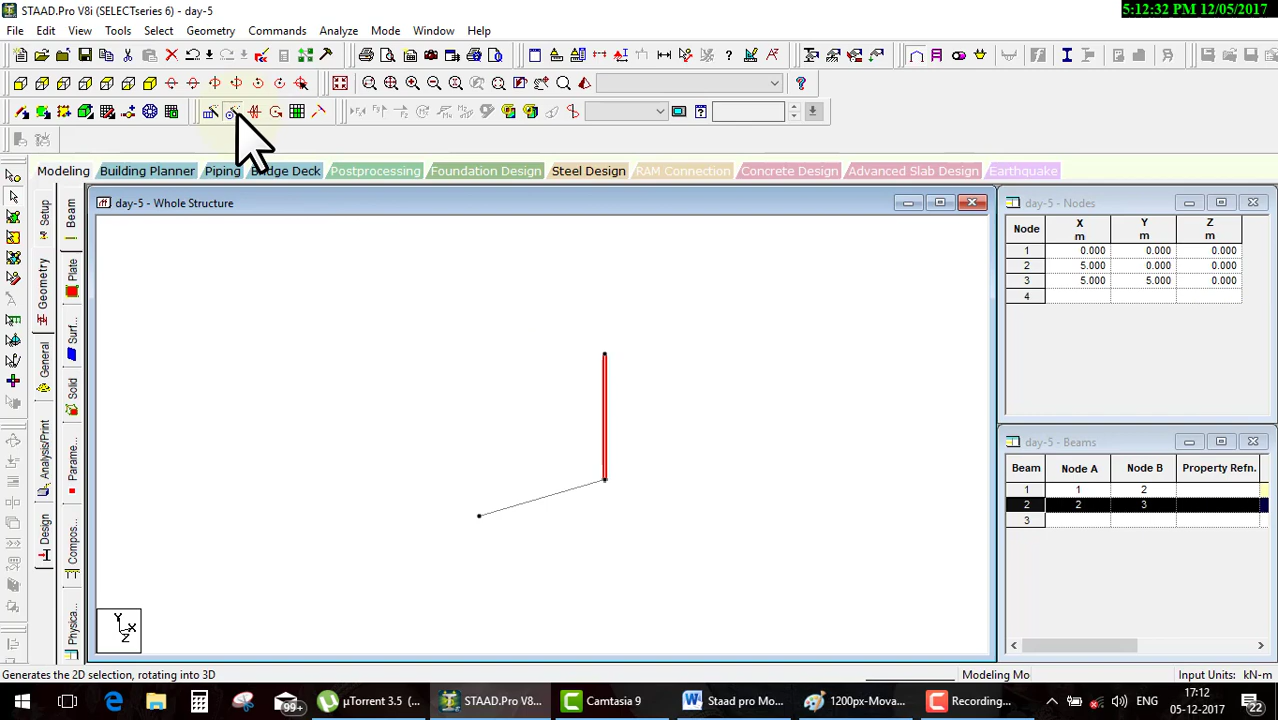 STAAD.Pro V8i (SELECTseries 6) - day-5
5:12:32 PM 12/05/2017
File Edit View Tools Select Geometry Commands Analyze Mode Window Help
Modeling Building Planner Piping Bridge Deck Postprocessing Foundation Design Steel Design RAM Connection Concrete Design Advanced Slab Design Earthquake
Setup
Geometry
General
Analysis/Print
Design
Beam
Plate
Surf...
Solid
Parame...
Compos...
Physica...
day-5 - Whole Structure
Y
X
Z
day-5 - Nodes
Node X m Y m Z m
1 0.000 0.000 0.000
2 5.000 0.000 0.000
3 5.000 5.000 0.000
4
day-5 - Beams
Beam Node A Node B Property Refn.
1 1 2
2 2 3
3
Generates the 2D selection, rotating into 3D
Modeling Mo
Input Units: kN-m
99+
µTorrent 3.5 (...
STAAD.Pro V8...
Camtasia 9
Staad pro Mo...
1200px-Mova...
Recording...
ENG
17:12
05-12-2017
22